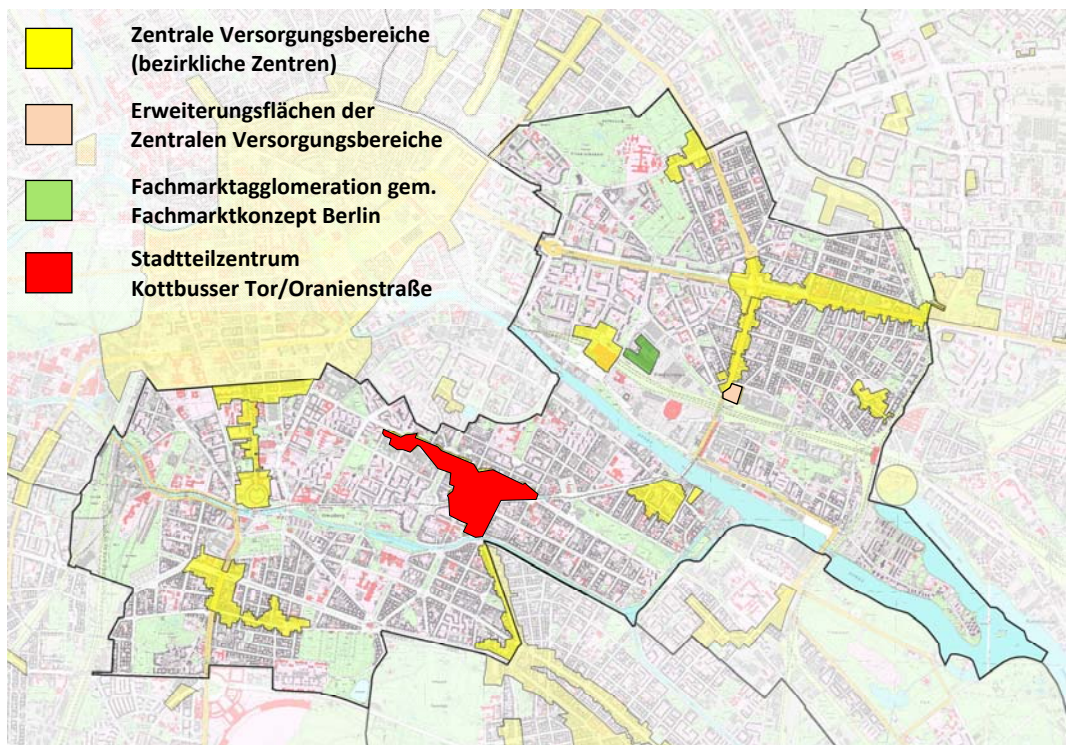 Zentrale Versorgungsbereiche
(bezirkliche Zentren)
Erweiterungsflächen der
Zentralen Versorgungsbereiche
Fachmarktagglomeration gem.
Fachmarktkonzept Berlin
Stadtteilzentrum
Kottbusser Tor/Oranienstraße